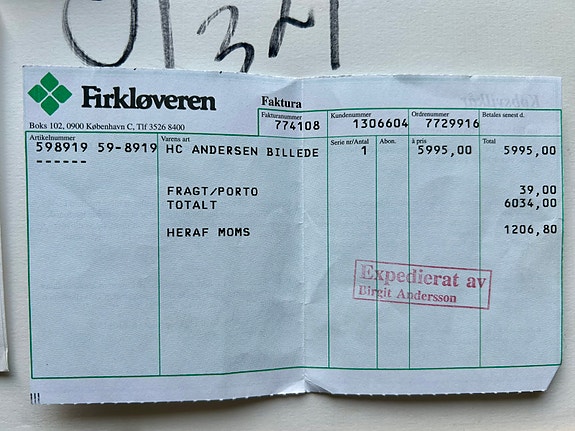 Firkløveren
Boks 102, 0900 København C, Tlf 3526 8400
Faktura
Fakturanummer Kundenummer Ordrenummer Betales senest d.
774108 1306604 7729916
Artikelnummer Varens art Serie nr/Antal Abon. à pris Total
598919 59-8919 HC ANDERSEN BILLEDE 1 5995,00 5995,00
------
FRAGT/PORTO 39,00
TOTALT 6034,00
HERAF MOMS 1206,80
Expedierat av
Birgit Andersson